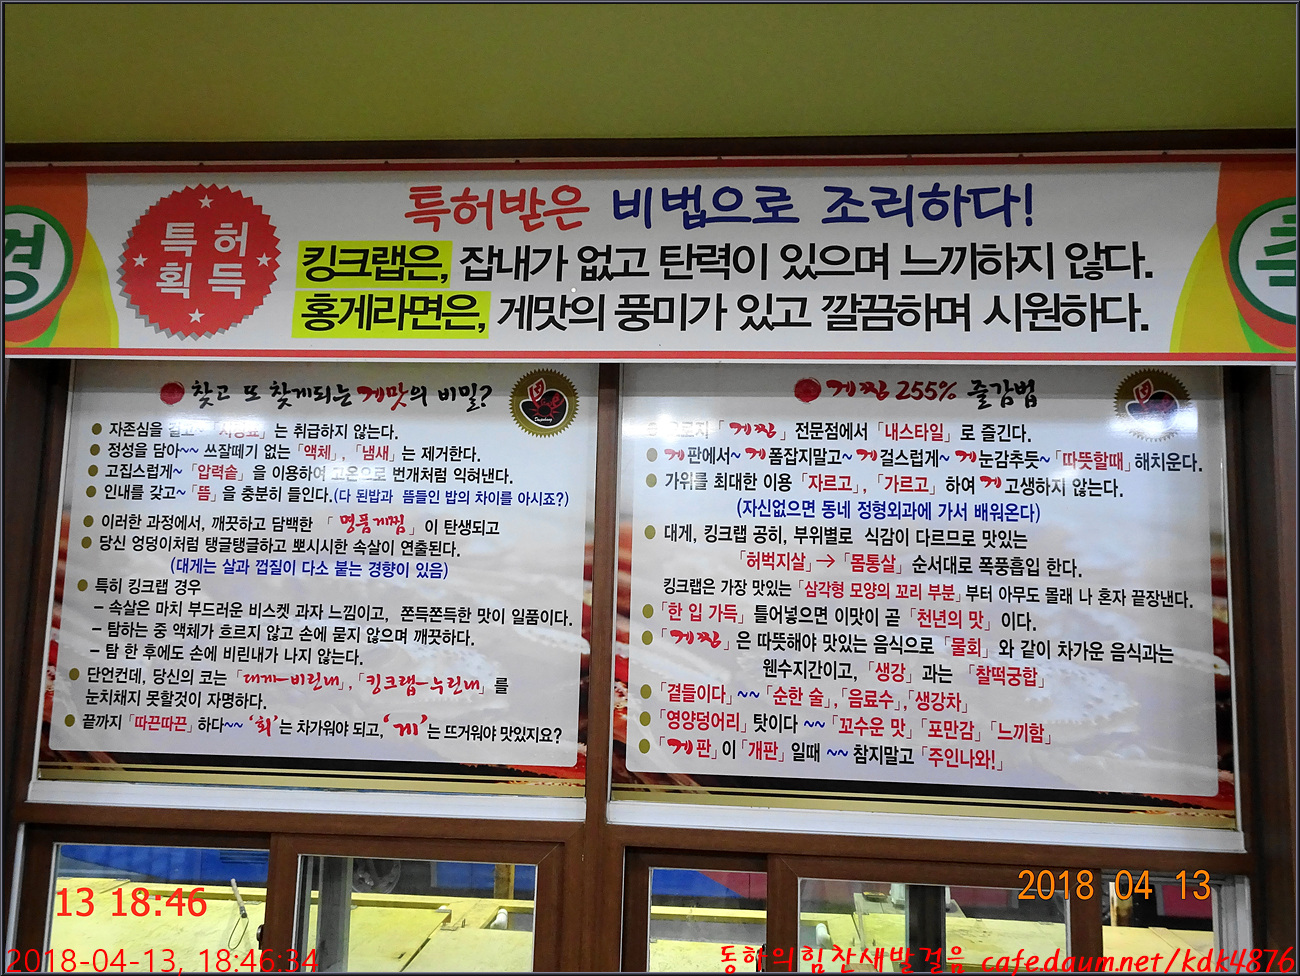 경
특허
획득
특허받은 비법으로 조리하다!
킹크랩은, 잡내가 없고 탄력이 있으며 느끼하지 않다.
홍게라면은, 게맛의 풍미가 있고 깔끔하며 시원하다.
축
찾고 또 찾게되는 게맛의 비밀?
자존심을 걸고~ 「저장료」는 취급하지 않는다.
정성을 담아~~ 쓰잘떼기 없는 「액체」, 「냄새」는 제거한다.
고집스럽게~ 「압력솥」을 이용하여 고온으로 번개처럼 익혀낸다.
인내를 갖고~ 「뜸」을 충분히 들인다.(다 된밥과 뜸들인 밥의 차이를 아시죠?)
이러한 과정에서, 깨끗하고 담백한 「명품게찜」이 탄생되고
당신 엉덩이처럼 탱글탱글하고 뽀시시한 속살이 연출된다.
(대게는 살과 껍질이 다소 붙는 경향이 있음)
특히 킹크랩 경우
– 속살은 마치 부드러운 비스켓 과자 느낌이고, 쫀득쫀득한 맛이 일품이다.
– 탐하는 중 액체가 흐르지 않고 손에 묻지 않으며 깨끗하다.
– 탐 한 후에도 손에 비린내가 나지 않는다.
단언컨데, 당신의 코는 「대게–비린내」, 「킹크랩–누린내」를
눈치채지 못할것이 자명하다.
끝까지 「따끈따끈」하다~~ ‘회’는 차가워야 되고, ‘게’는 뜨거워야 맛있지요?
게찜 255% 즐감법
「게찜」 전문점에서 「내스타일」로 즐긴다.
게판에서~ 게폼잡지말고~ 게걸스럽게~ 게눈감추듯~ 「따뜻할때」 해치운다.
가위를 최대한 이용 「자르고」, 「가르고」 하여 게고생하지 않는다.
(자신없으면 동네 정형외과에 가서 배워온다)
대게, 킹크랩 공히, 부위별로 식감이 다르므로 맛있는
「허벅지살」→「몸통살」 순서대로 폭풍흡입 한다.
킹크랩은 가장 맛있는 「삼각형 모양의 꼬리 부분」부터 아무도 몰래 나 혼자 끝장낸다.
「한 입 가득」 틀어넣으면 이맛이 곧 「천년의 맛」이다.
「게찜」은 따뜻해야 맛있는 음식으로 「물회」와 같이 차가운 음식과는
웬수지간이고, 「생강」과는 「찰떡궁합」
「곁들이다」~~「순한 술」, 「음료수」, 「생강차」
「영양덩어리」 탓이다 ~~「꼬수운 맛」「포만감」「느끼함」
「게판」이 「개판」일때 ~~ 참지말고 「주인나와!」
13 18:46
2018 04 13
2018-04-13, 18:46:34
동하의힘찬새발걸음 cafe.daum.net/kdk4876